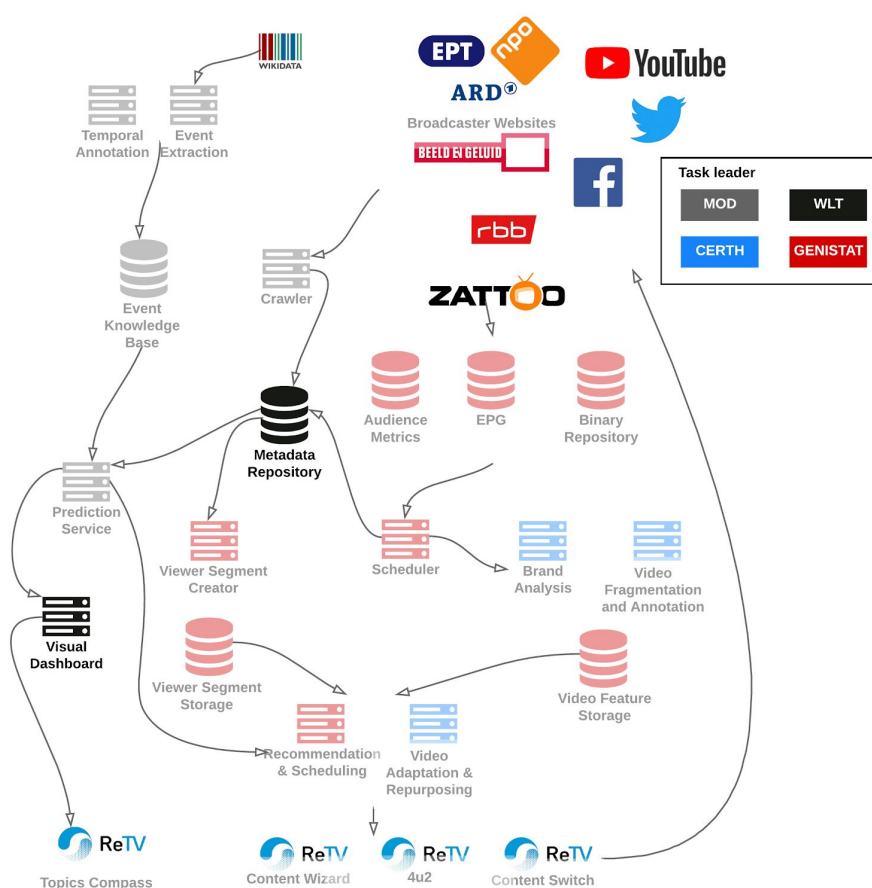 WIKIDATA
EPT
npo
ARD
YouTube
Broadcaster Websites
BEELD EN GELUID
f
Task leader
MOD
WLT
CERTH
GENISTAT
rbb
ZATTOO
Temporal
Annotation
Event
Extraction
Event
Knowledge
Base
Crawler
Audience
Metrics
EPG
Binary
Repository
Metadata
Repository
Prediction
Service
Viewer Segment
Creator
Scheduler
Brand
Analysis
Video
Fragmentation
and Annotation
Visual
Dashboard
Viewer Segment
Storage
Video Feature
Storage
Recommendation
& Scheduling
Video
Adaptation &
Repurposing
ReTV
Topics Compass
ReTV
Content Wizard
ReTV
4u2
ReTV
Content Switch